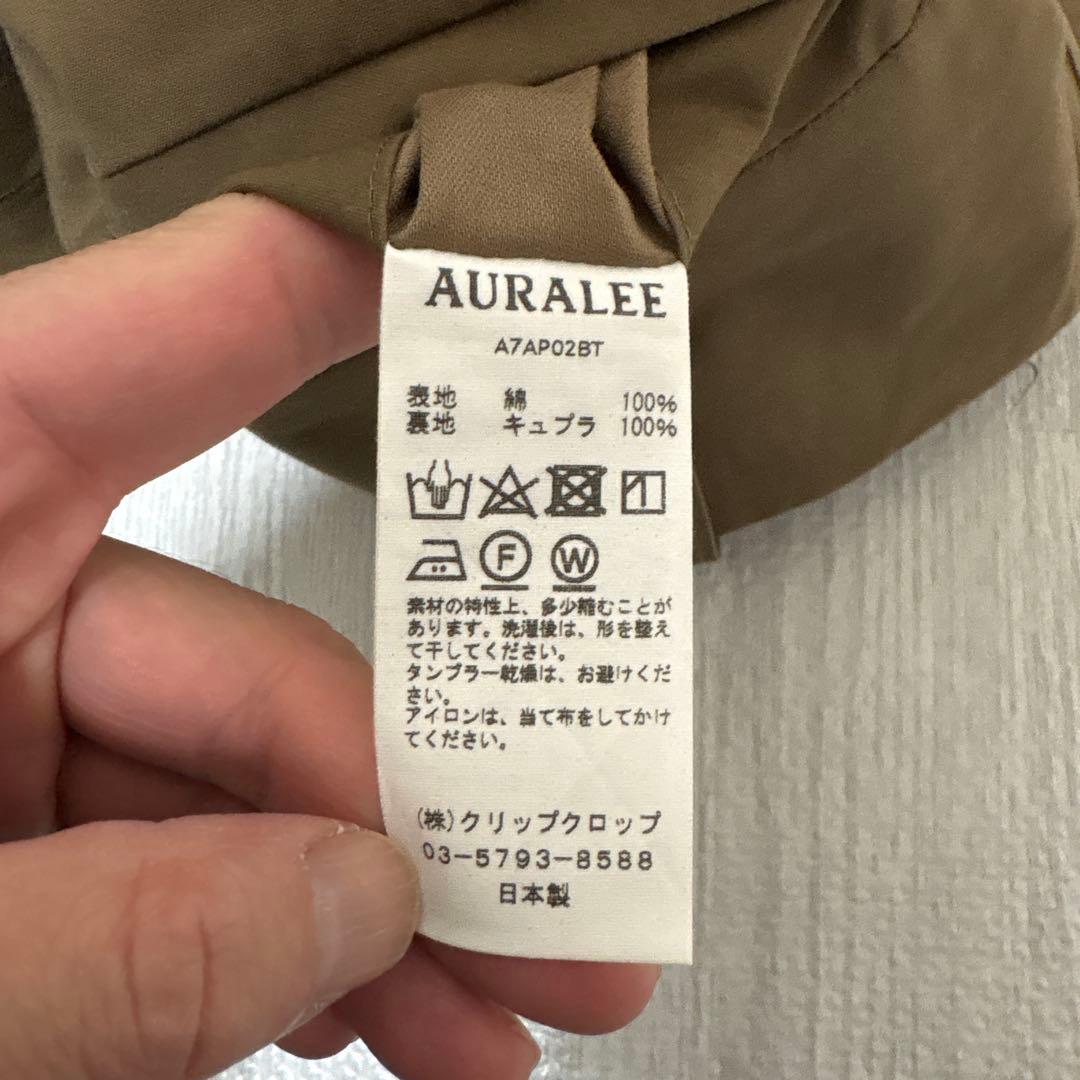 AURALEE
A7AP02BT
表地 綿 100%
裏地 キュプラ 100%
F W
素材の特性上、多少縮むことが
あります。洗濯後は、形を整え
て干してください。
タンブラー乾燥は、お避けくだ
さい。
アイロンは、当て布をしてかけ
てください。
(株)クリップクロップ
03-5793-8588
日本製